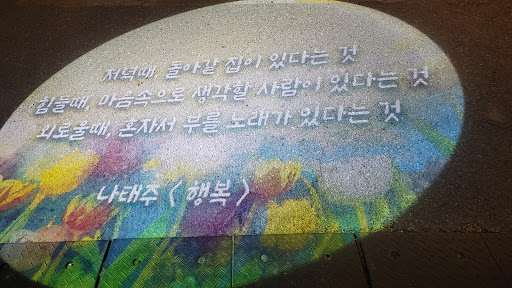 저녁때, 돌아갈 집이 있다는 것
힘들때, 마음속으로 생각할 사람이 있다는 것
외로울때, 혼자서 부를 노래가 있다는 것
나태주 < 행복 >